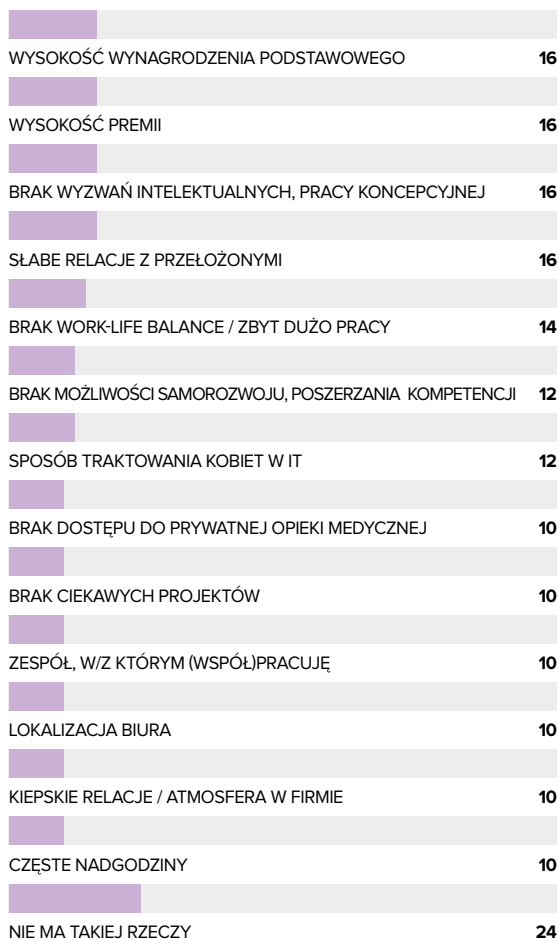 WYSOKOŚĆ WYNAGRODZENIA PODSTAWOWEGO 16
WYSOKOŚĆ PREMII 16
BRAK WYZWAŃ INTELEKTUALNYCH, PRACY KONCEPCYJNEJ 16
SŁABE RELACJE Z PRZEŁOŻONYMI 16
BRAK WORK-LIFE BALANCE / ZBYT DUŻO PRACY 14
BRAK MOŻLIWOŚCI SAMOROZWOJU, POSZERZANIA KOMPETENCJI 12
SPOSÓB TRAKTOWANIA KOBIET W IT 12
BRAK DOSTĘPU DO PRYWATNEJ OPIEKI MEDYCZNEJ 10
BRAK CIEKAWYCH PROJEKTÓW 10
ZESPÓŁ, W/Z KTÓRYM (WSPÓŁ)PRACUJĘ 10
LOKALIZACJA BIURA 10
KIEPSKIE RELACJE / ATMOSFERA W FIRMIE 10
CZĘSTE NADGODZINY 10
NIE MA TAKIEJ RZECZY 24